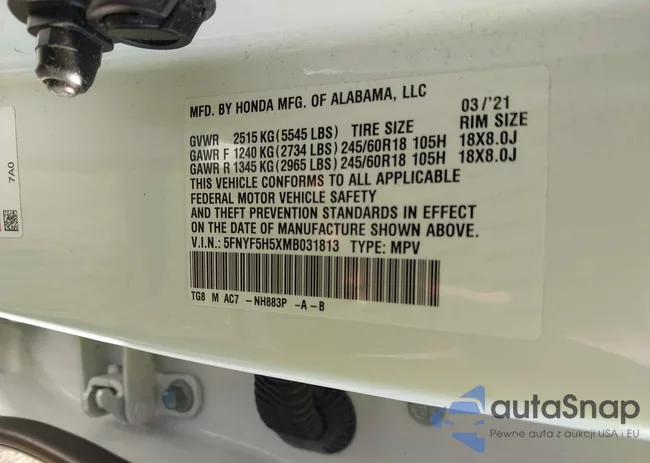 MFD. BY HONDA MFG. OF ALABAMA, LLC 03/'21
GVWR 2515 KG (5545 LBS) TIRE SIZE RIM SIZE
GAWR F 1240 KG (2734 LBS) 245/60R18 105H 18X8.0J
GAWR R 1345 KG (2965 LBS) 245/60R18 105H 18X8.0J
THIS VEHICLE CONFORMS TO ALL APPLICABLE
FEDERAL MOTOR VEHICLE SAFETY
AND THEFT PREVENTION STANDARDS IN EFFECT
ON THE DATE OF MANUFACTURE SHOWN ABOVE.
V.I.N.: 5FNYF5H5XMB031813 TYPE: MPV
TG8 M AC7 -NH883P -A-B
7A0
autaSnap
Pewne auta z aukcji USA i EU